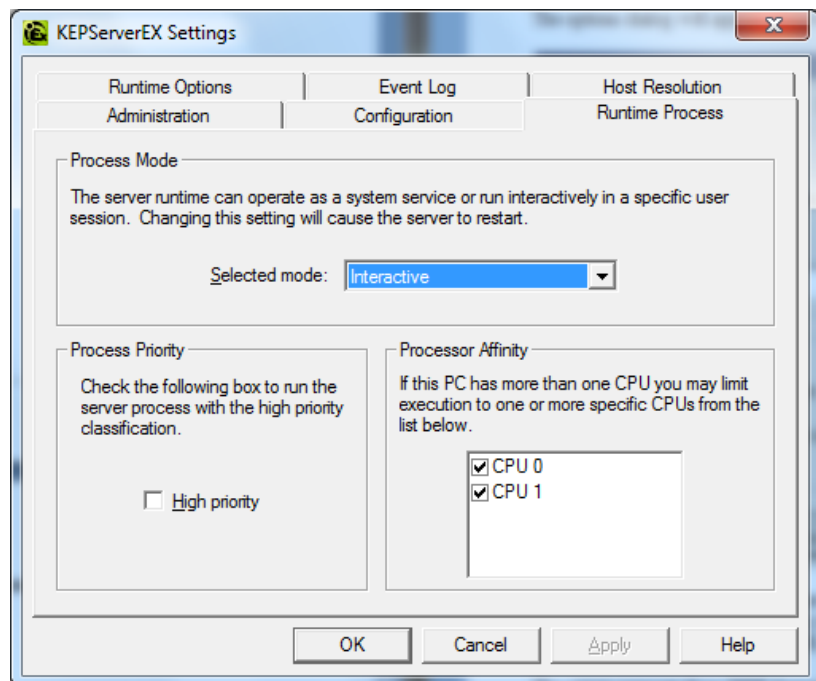 KEPServerEX Settings
Runtime Options Event Log Host Resolution
Administration Configuration Runtime Process
Process Mode
The server runtime can operate as a system service or run interactively in a specific user
session. Changing this setting will cause the server to restart.
Selected mode: Interactive
Process Priority
Check the following box to run the
server process with the high priority
classification.
High priority
Processor Affinity
If this PC has more than one CPU you may limit
execution to one or more specific CPUs from the
list below.
CPU 0
CPU 1
OK Cancel Apply Help